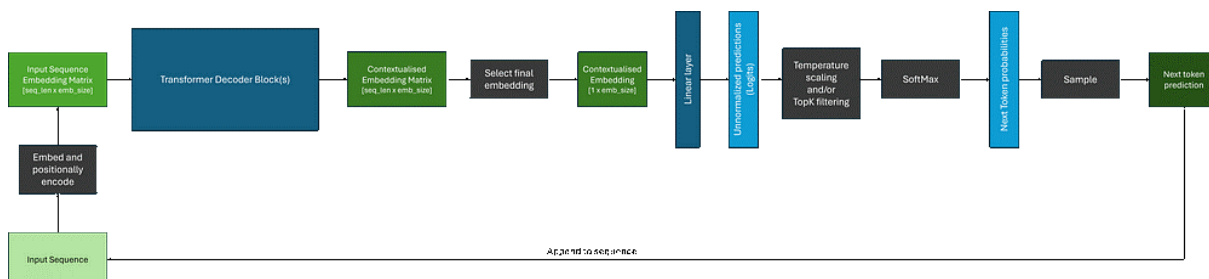 Input Sequence
Embedding Matrix
[seq_len x emb_size]
Transformer Decoder Block(s)
Contextualised
Embedding Matrix
[seq_len x emb_size]
Select final
embedding
Contextualised
Embedding
[1 x emb_size]
Linear layer
Unnormalized predictions
(Logits)
Temperature
scaling
and/or
TopK filtering
SoftMax
Next Token probabilities
Sample
Next token
prediction
Embed and
positionally
encode
Input Sequence
Append to sequence